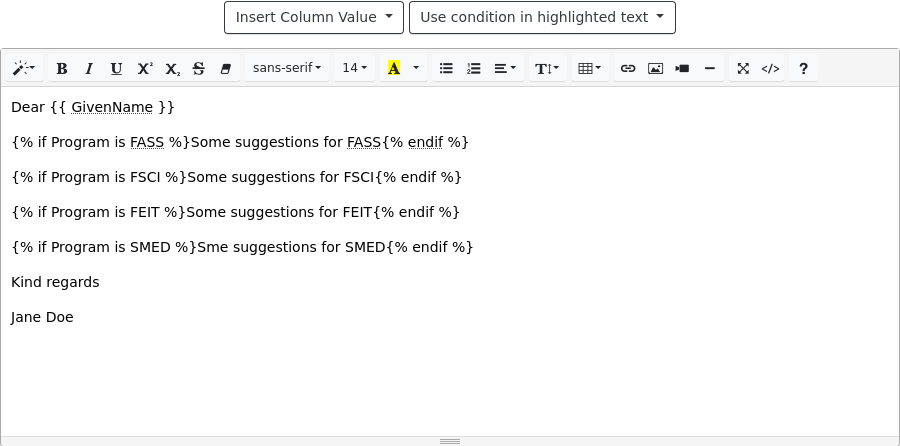 Insert Column Value Use condition in highlighted text
B I U X² X₂ S sans-serif 14 A T </> ?
Dear {{ GivenName }}
{% if Program is FASS %}Some suggestions for FASS{% endif %}
{% if Program is FSCI %}Some suggestions for FSCI{% endif %}
{% if Program is FEIT %}Some suggestions for FEIT{% endif %}
{% if Program is SMED %}Sme suggestions for SMED{% endif %}
Kind regards
Jane Doe